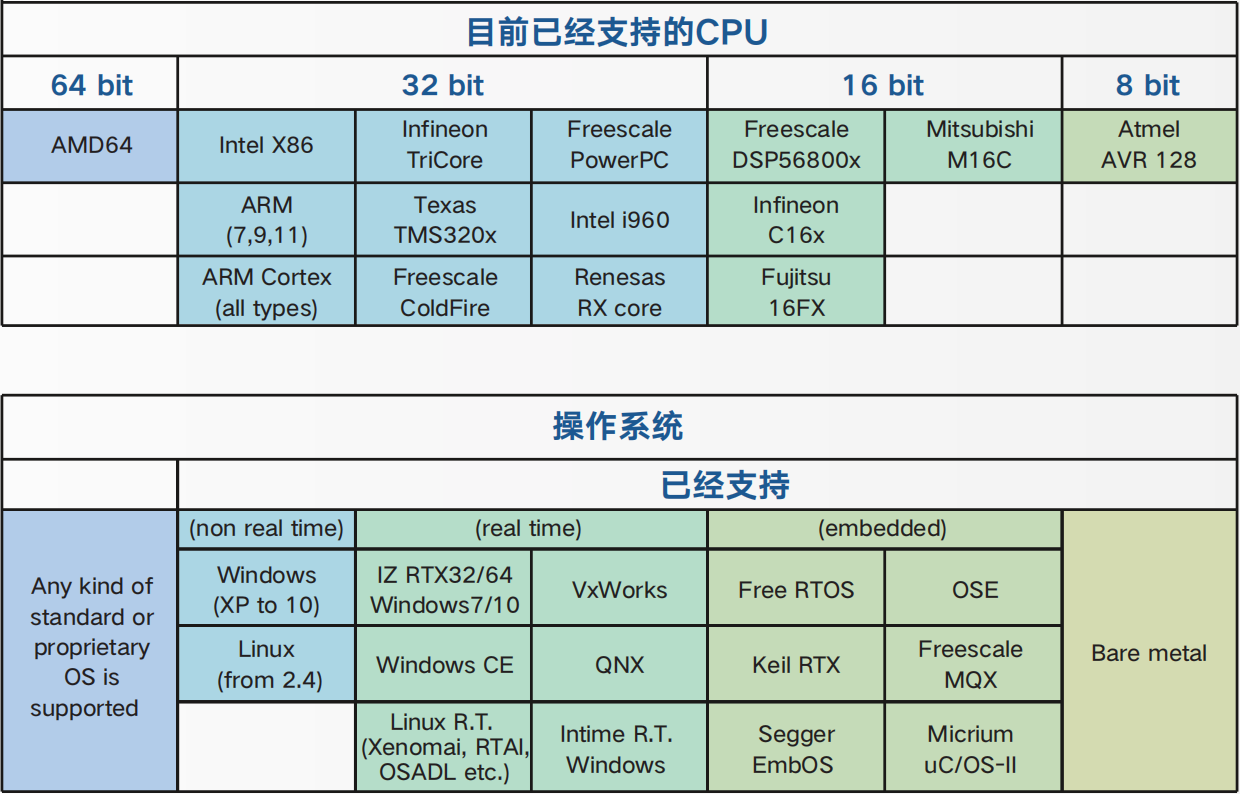 目前已经支持的CPU
64 bit
32 bit
16 bit
8 bit
AMD64
Intel X86
Infineon
TriCore
Freescale
PowerPC
Freescale
DSP56800x
Mitsubishi
M16C
Atmel
AVR 128
ARM
(7,9,11)
Texas
TMS320x
Intel i960
Infineon
C16x
ARM Cortex
(all types)
Freescale
ColdFire
Renesas
RX core
Fujitsu
16FX
操作系统
已经支持
Any kind of
standard or
proprietary
OS is
supported
(non real time)
(real time)
(embedded)
Bare metal
Windows
(XP to 10)
IZ RTX32/64
Windows7/10
VxWorks
Free RTOS
OSE
Linux
(from 2.4)
Windows CE
QNX
Keil RTX
Freescale
MQX
Linux R.T.
(Xenomai, RTAI,
OSADL etc.)
Intime R.T.
Windows
Segger
EmbOS
Micrium
uC/OS-II